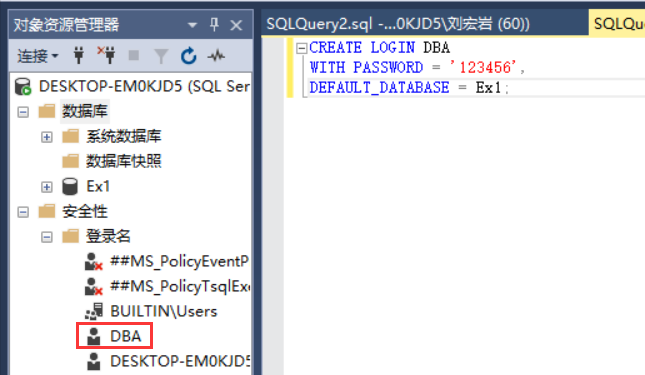 对象资源管理器
连接
DESKTOP-EM0KJD5 (SQL Ser
数据库
系统数据库
数据库快照
Ex1
安全性
登录名
##MS_PolicyEventP
##MS_PolicyTsqlExe
BUILTIN\Users
DBA
DESKTOP-EM0KJD5
SQLQuery2.sql -...0KJD5\刘宏岩 (60))
SQLQue
CREATE LOGIN DBA
WITH PASSWORD = '123456',
DEFAULT_DATABASE = Ex1;